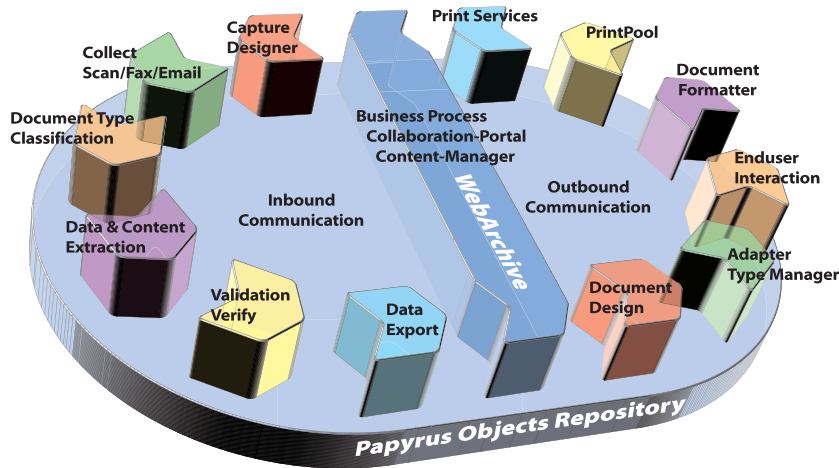 Print Services
Capture
Designer
PrintPool
Collect
Scan/Fax/Email
Document
Formatter
Document Type
Classification
Business Process
Collaboration-Portal
Content-Manager
Enduser
Interaction
WebArchive
Inbound
Communication
Outbound
Communication
Data & Content
Extraction
Adapter
Type Manager
Validation
Verify
Data
Export
Document
Design
Papyrus Objects Repository